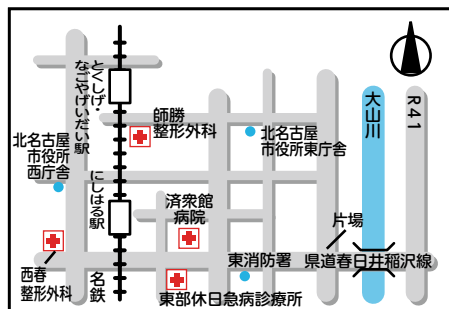 とくしげ・
なごやげいだい駅
師勝
整形外科
北名古屋
市役所東庁舎
大山川
R41
北名古屋
市役所
西庁舎
にしはる駅
済衆館
病院
片場
東消防署
県道春日井稲沢線
西春
整形外科
名鉄
東部休日急病診療所